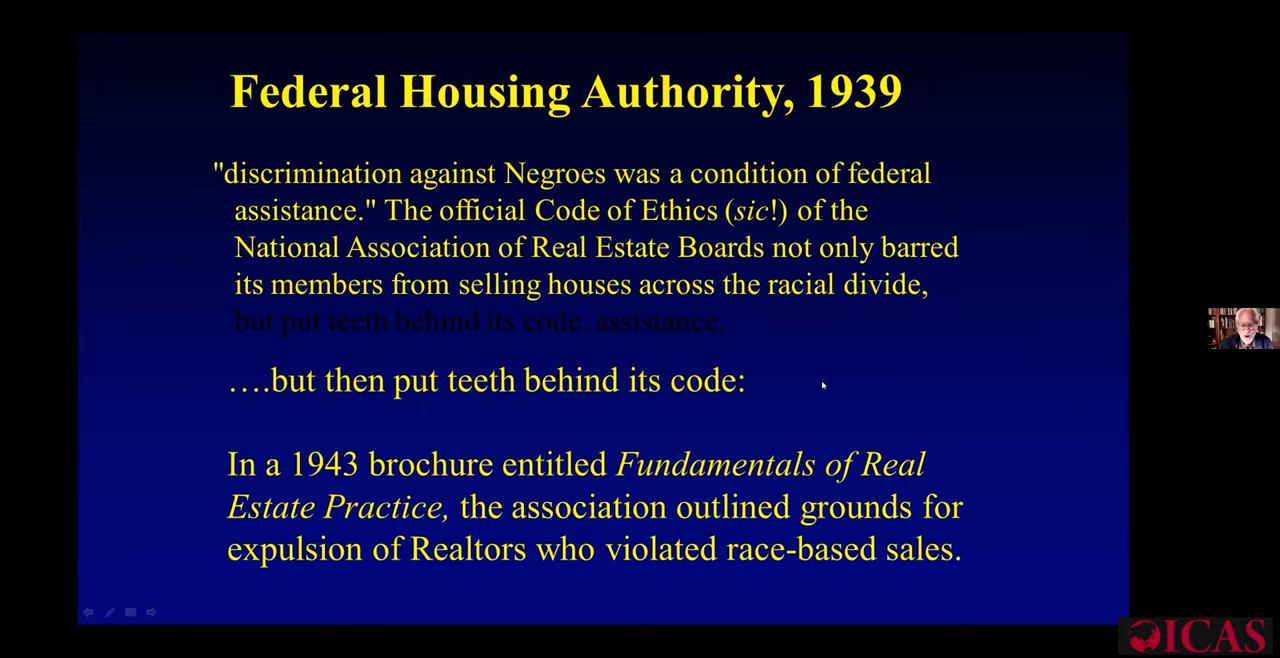 Federal Housing Authority, 1939
"discrimination against Negroes was a condition of federal
assistance." The official Code of Ethics (sic!) of the
National Association of Real Estate Boards not only barred
its members from selling houses across the racial divide,
but put teeth behind its code. assistance.
….but then put teeth behind its code:
In a 1943 brochure entitled Fundamentals of Real
Estate Practice, the association outlined grounds for
expulsion of Realtors who violated race-based sales.
ICAS